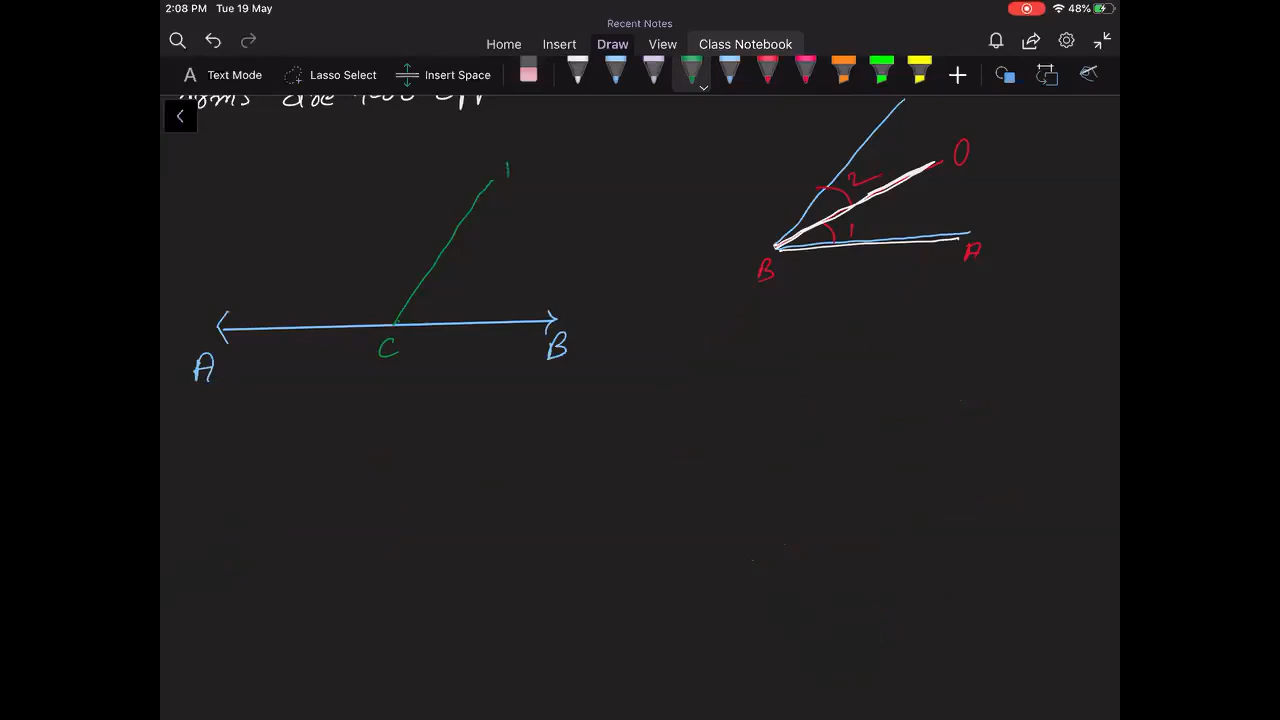 2:08 PM Tue 19 May
48%
Recent Notes
Home Insert Draw View Class Notebook
Text Mode Lasso Select Insert Space
O
2
1
B
A
1
C
A
B